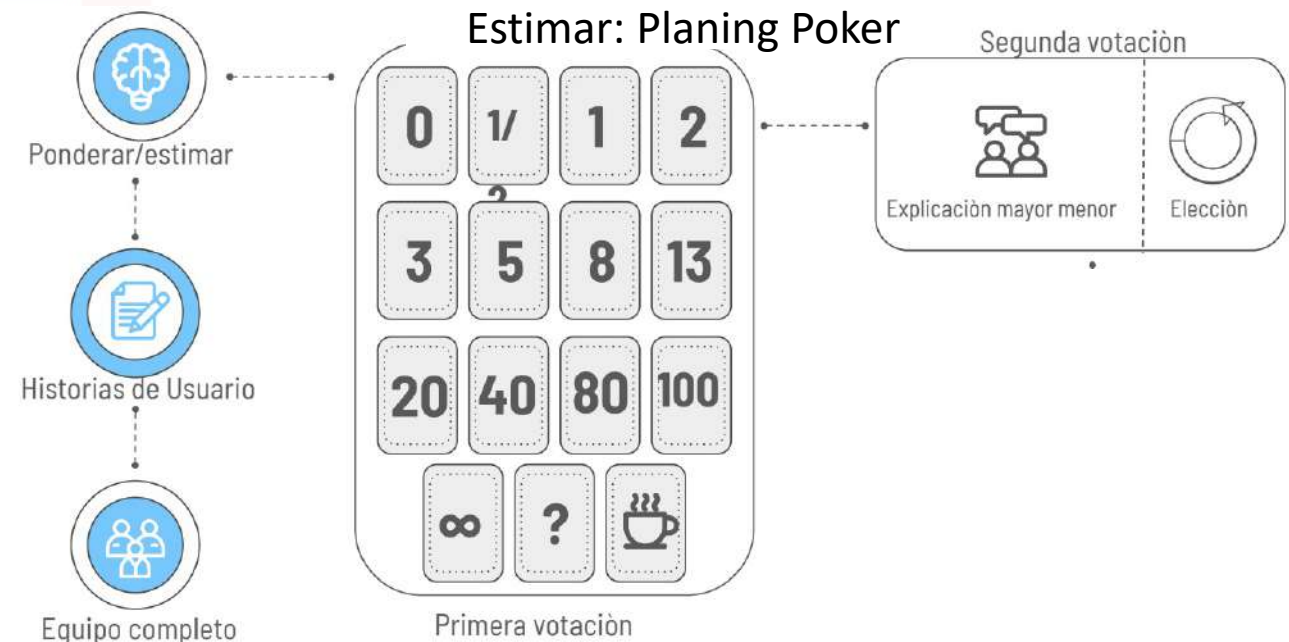 Estimar: Planing Poker
Ponderar/estimar
Historias de Usuario
Equipo completo
0 1/2 1 2
3 5 8 13
20 40 80 100
∞ ?
Primera votaciòn
Segunda votaciòn
Explicaciòn mayor menor
Elecciòn